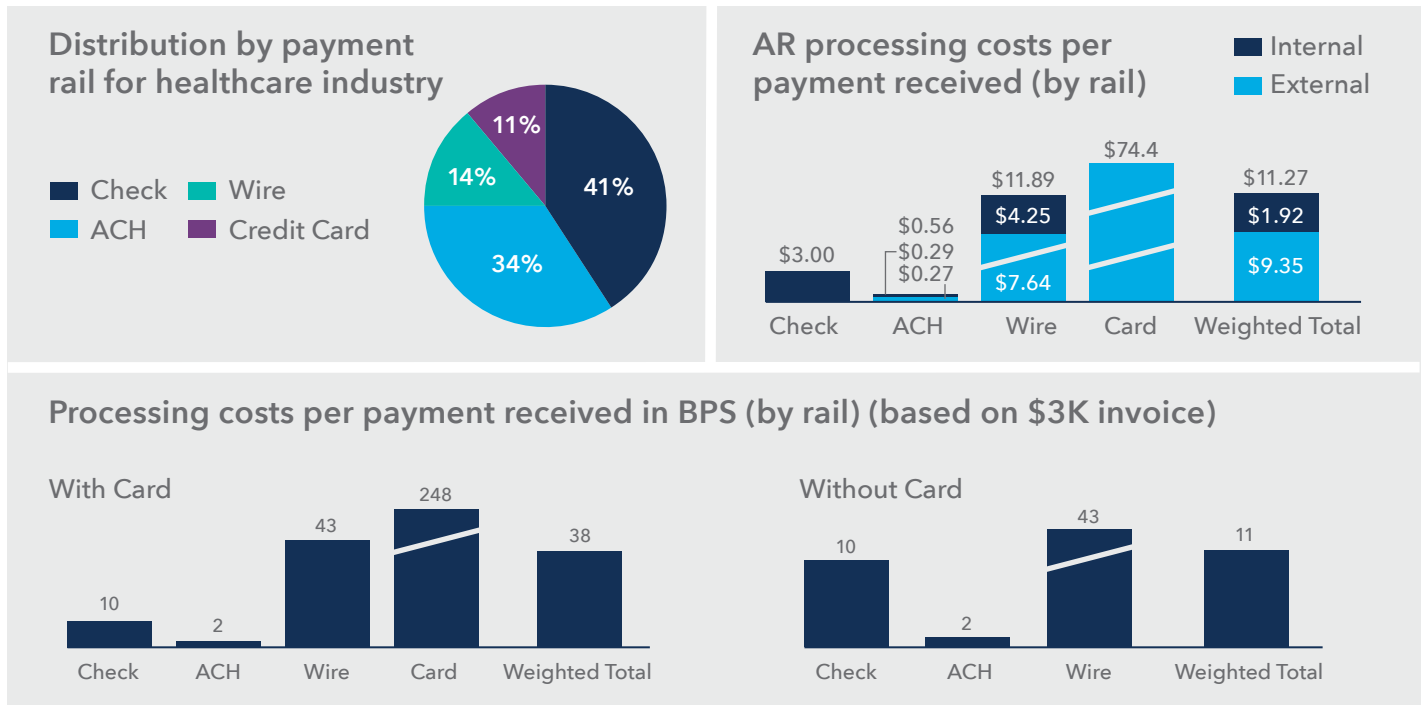 Distribution by payment
rail for healthcare industry
Check
Wire
ACH
Credit Card
11%
14%
41%
34%
AR processing costs per
payment received (by rail)
Internal
External
$3.00
$0.56
$0.29
$0.27
$11.89
$4.25
$7.64
$74.4
$11.27
$1.92
$9.35
Check
ACH
Wire
Card
Weighted Total
Processing costs per payment received in BPS (by rail) (based on $3K invoice)
With Card
10
2
43
248
38
Check
ACH
Wire
Card
Weighted Total
Without Card
10
2
43
11
Check
ACH
Wire
Weighted Total